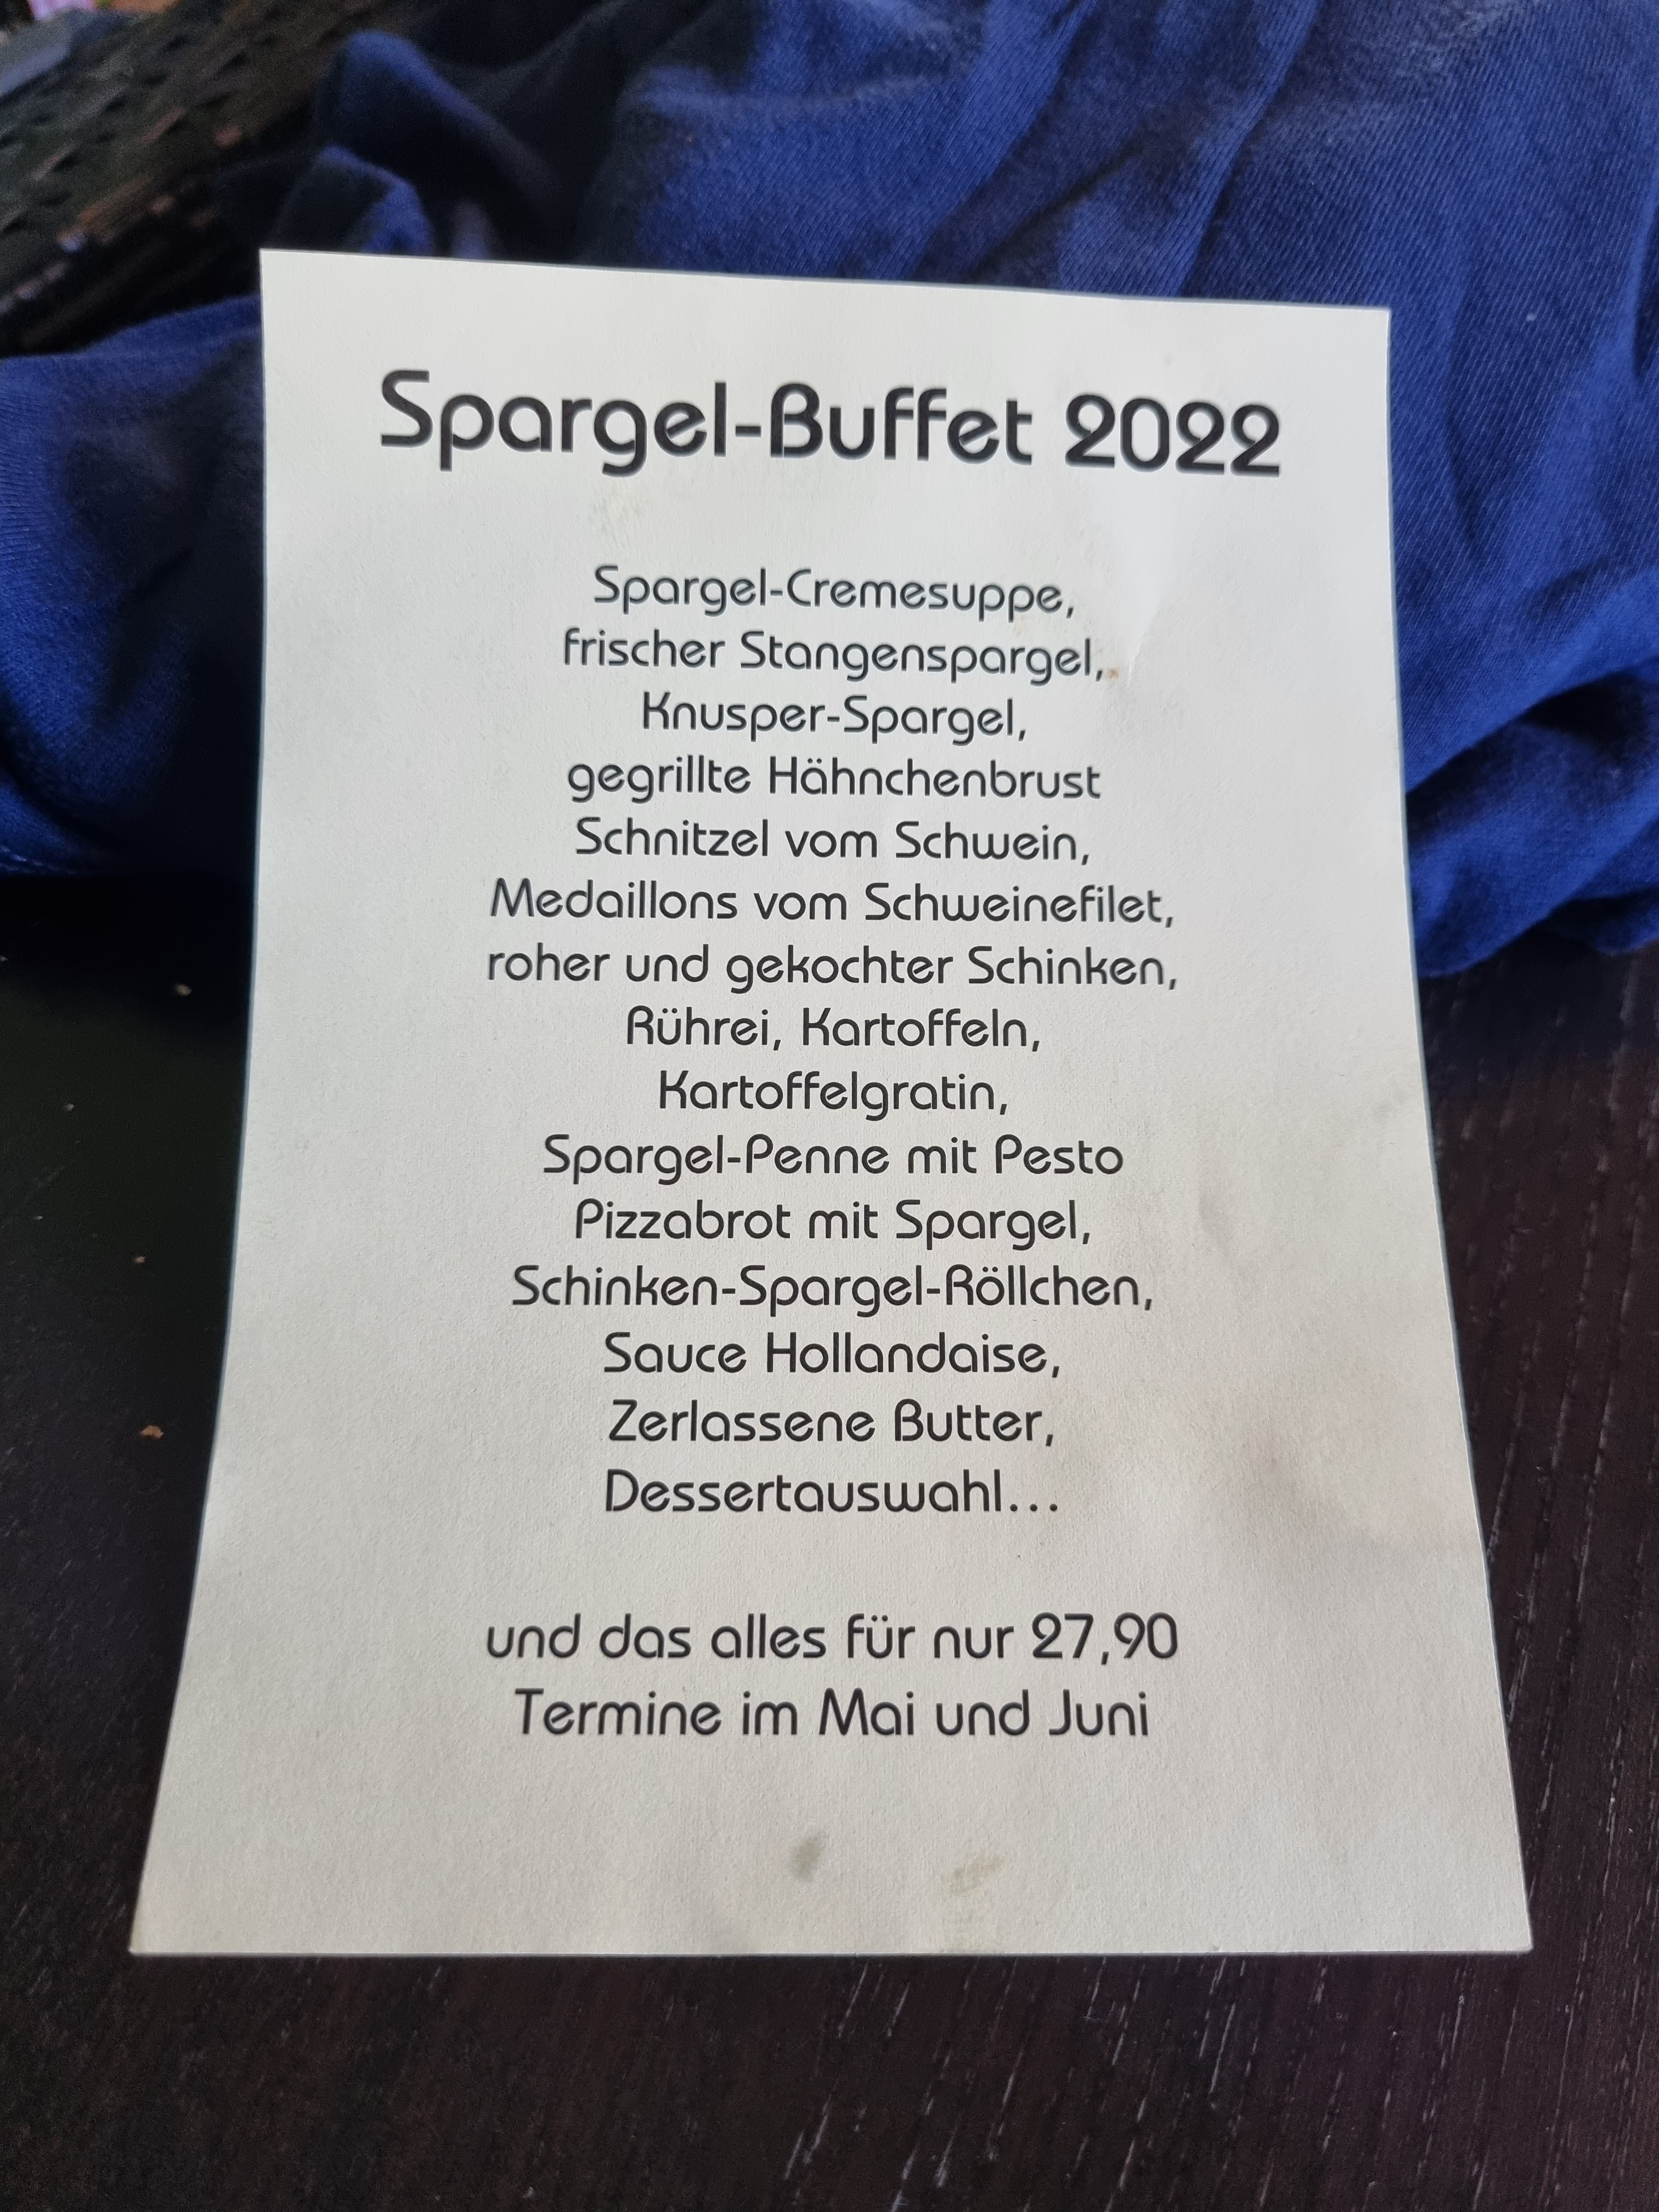 Spargel-Buffet 2022
Spargel-Cremesuppe,
frischer Stangenspargel,
Knusper-Spargel,
gegrillte Hähnchenbrust
Schnitzel vom Schwein,
Medaillons vom Schweinefilet,
roher und gekochter Schinken,
Rührei, Kartoffeln,
Kartoffelgratin,
Spargel-Penne mit Pesto
Pizzabrot mit Spargel,
Schinken-Spargel-Röllchen,
Sauce Hollandaise,
Zerlassene Butter,
Dessertauswahl...
und das alles für nur 27,90
Termine im Mai und Juni